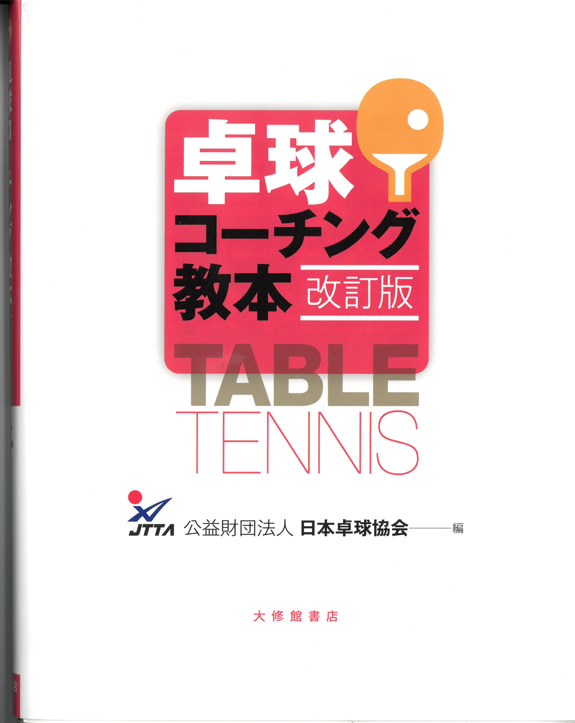 卓球
コーチング
教本 改訂版
TABLE
TENNIS
JTTA 公益財団法人 日本卓球協会――編
大修館書店